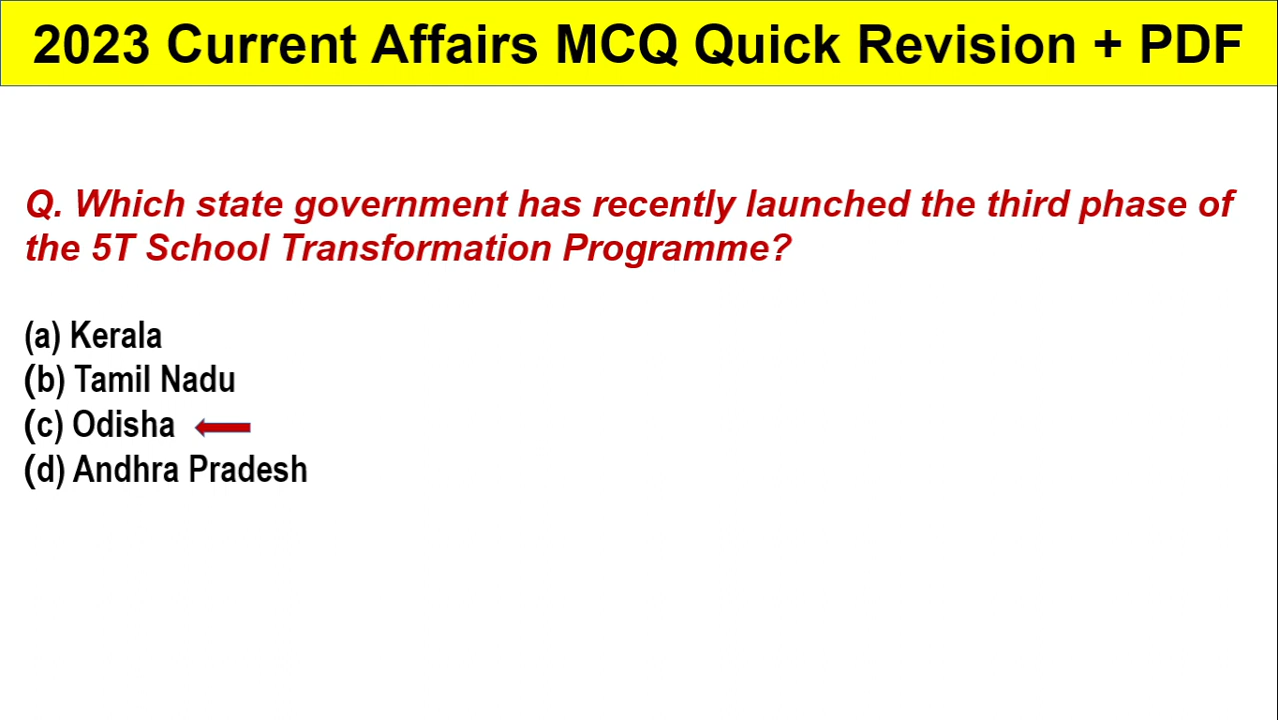 2023 Current Affairs MCQ Quick Revision + PDF
Q. Which state government has recently launched the third phase of
the 5T School Transformation Programme?
(a) Kerala
(b) Tamil Nadu
(c) Odisha
(d) Andhra Pradesh